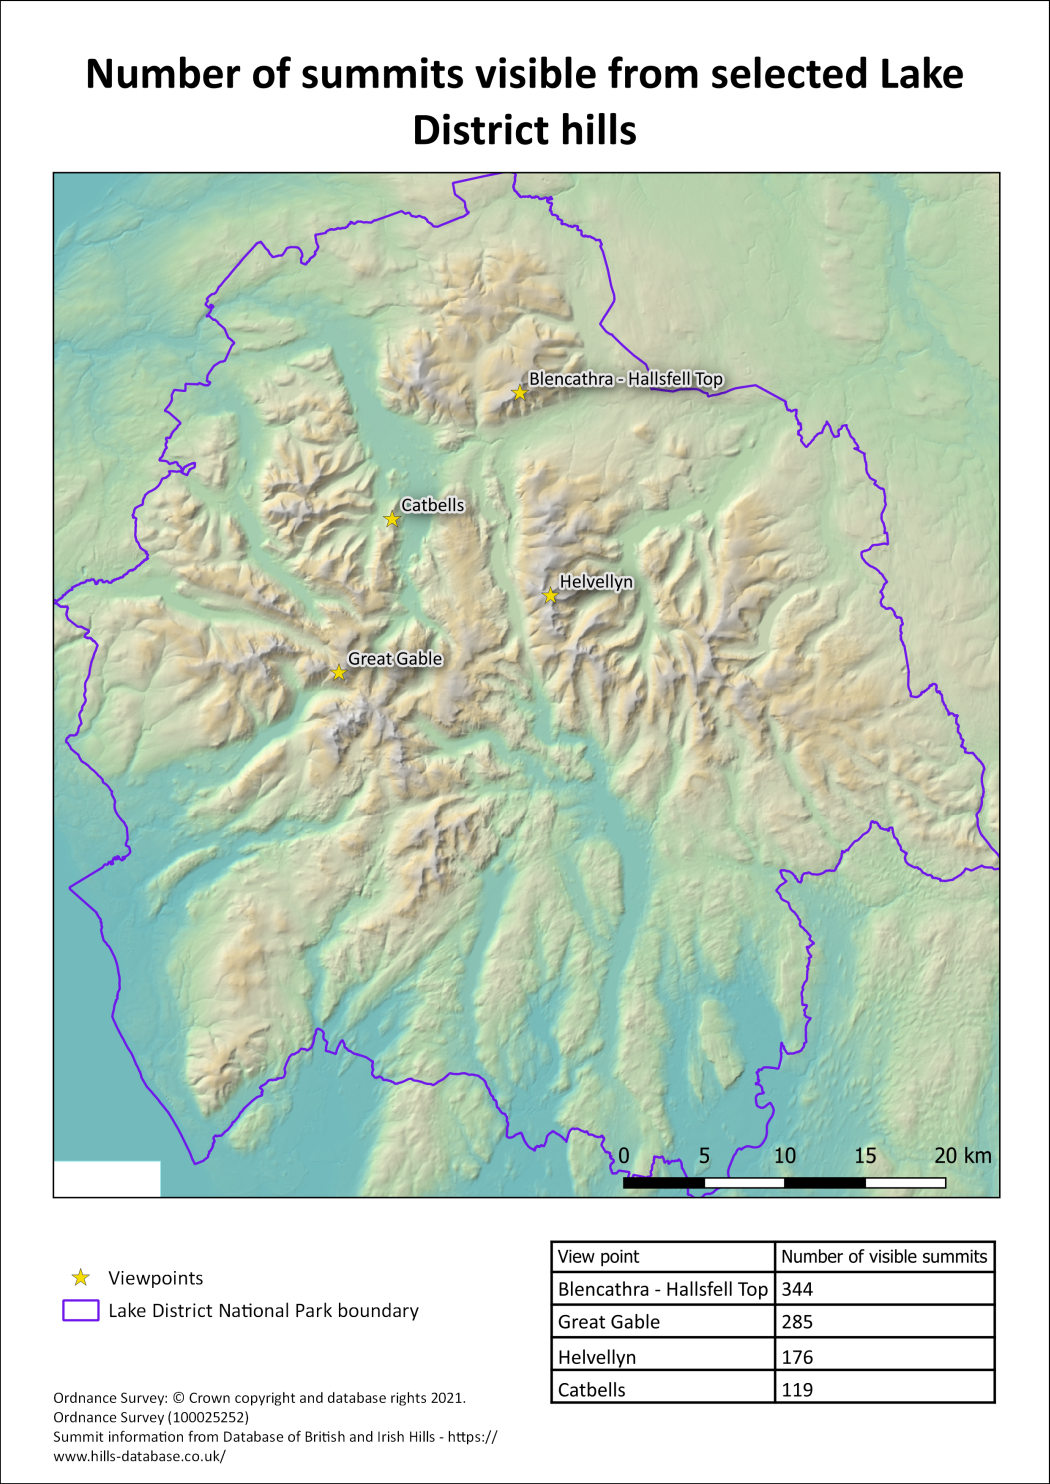 Number of summits visible from selected Lake
District hills
Blencathra - Hallsfell Top
Catbells
Helvellyn
Great Gable
0 5 10 15 20 km
Viewpoints
Lake District National Park boundary
View point Number of visible summits
Blencathra - Hallsfell Top 344
Great Gable 285
Helvellyn 176
Catbells 119
Ordnance Survey: © Crown copyright and database rights 2021.
Ordnance Survey (100025252)
Summit information from Database of British and Irish Hills - https://
www.hills-database.co.uk/